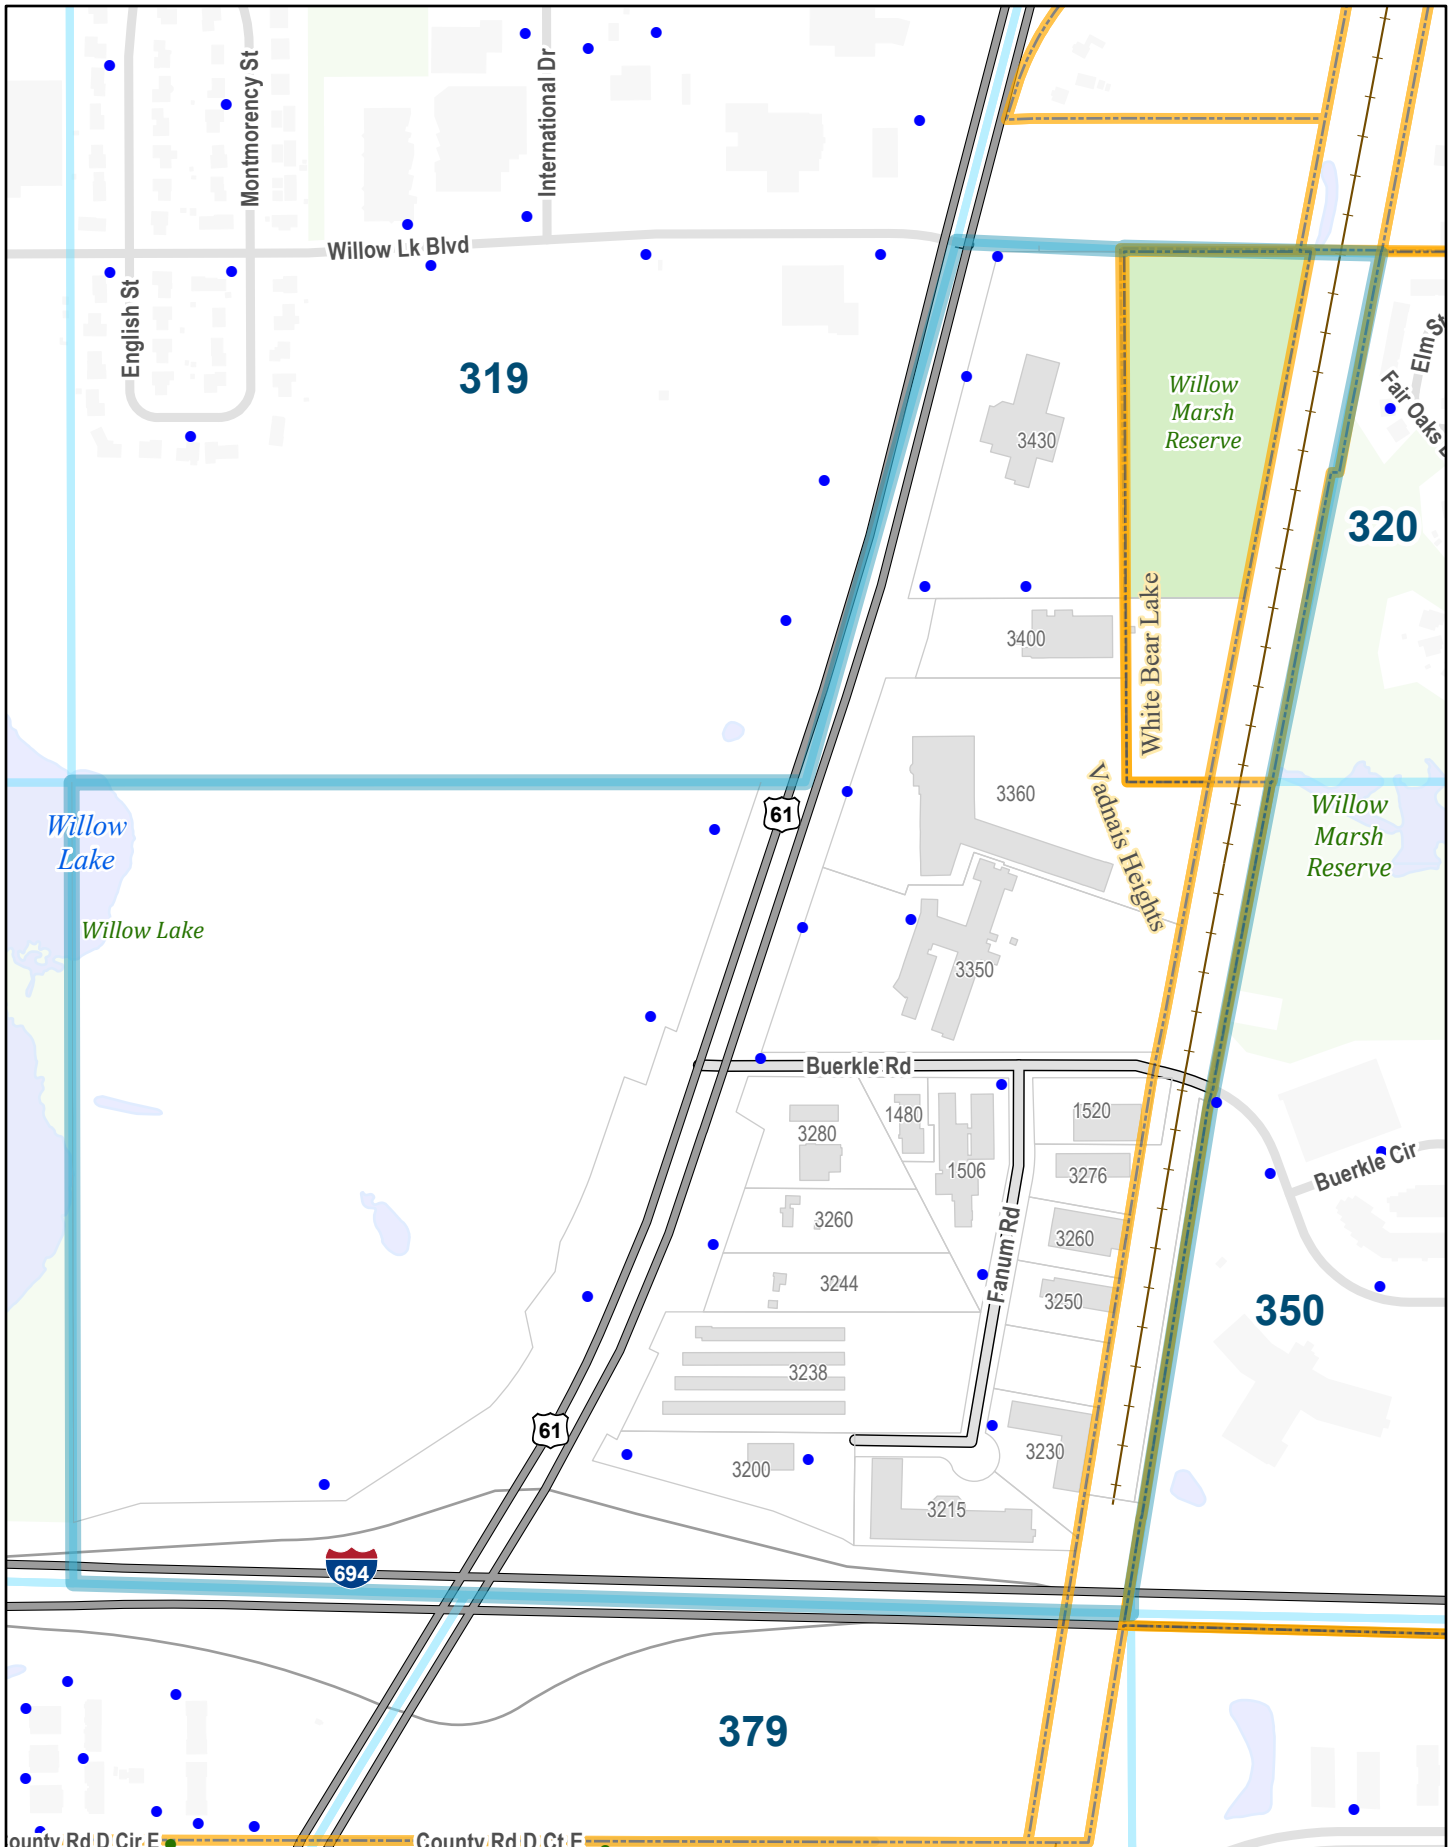 Montmorency St
International Dr
Willow Lk Blvd
English St
319
Elm St
Fair Oaks
Willow
Marsh
Reserve
3430
320
3400
White Bear Lake
3360
Vadnais Heights
61
Willow
Lake
Willow
Marsh
Reserve
Willow Lake
3350
Buerkle Rd
3280
1480
1520
1506
3276
Buerkle Cir
3260
3260
Fanum Rd
3244
3250
350
3238
61
3200
3230
3215
694
379
ounty Rd D Cir E
County Rd D Ct E